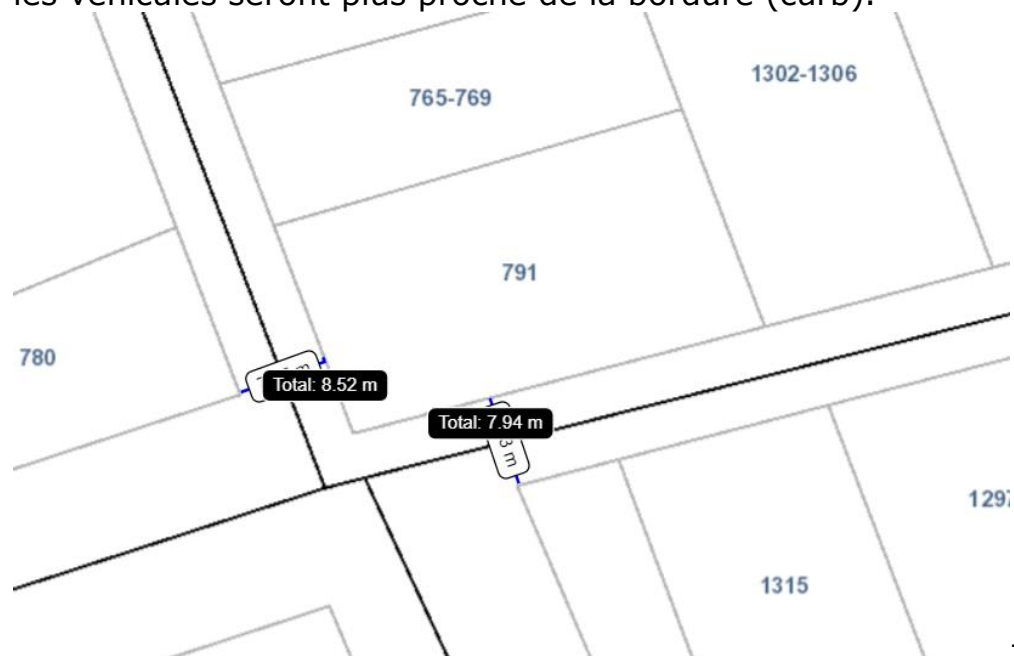 les véhicules seront plus proche de la bordure (curb).
1302-1306
765-769
791
780
Total: 8.52 m
Total: 7.94 m
3 m
1315